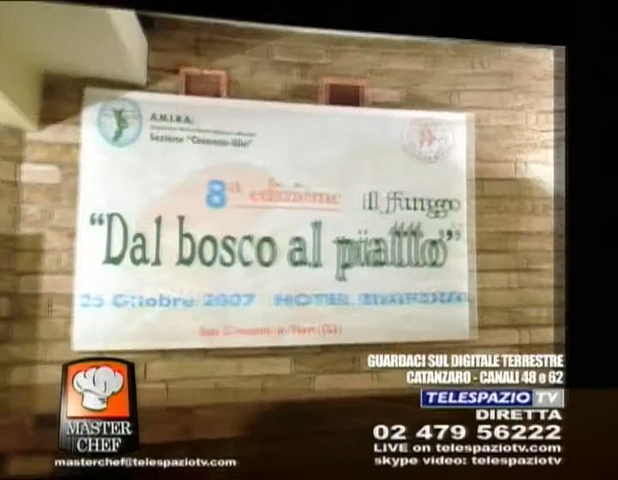 A.M.I.R.A.
Sezione "Cosenza-Sila"
8ª edizione il fungo
"Dal bosco al piatto"
25 Ottobre 2007 HOTEL
MASTER
CHEF
masterchef@telespaziotv.com
GUARDACI SUL DIGITALE TERRESTRE
CATANZARO - CANALI 48 e 62
TELESPAZIO TV
DIRETTA
02 479 56222
LIVE on telespaziotv.com
skype video: telespaziotv